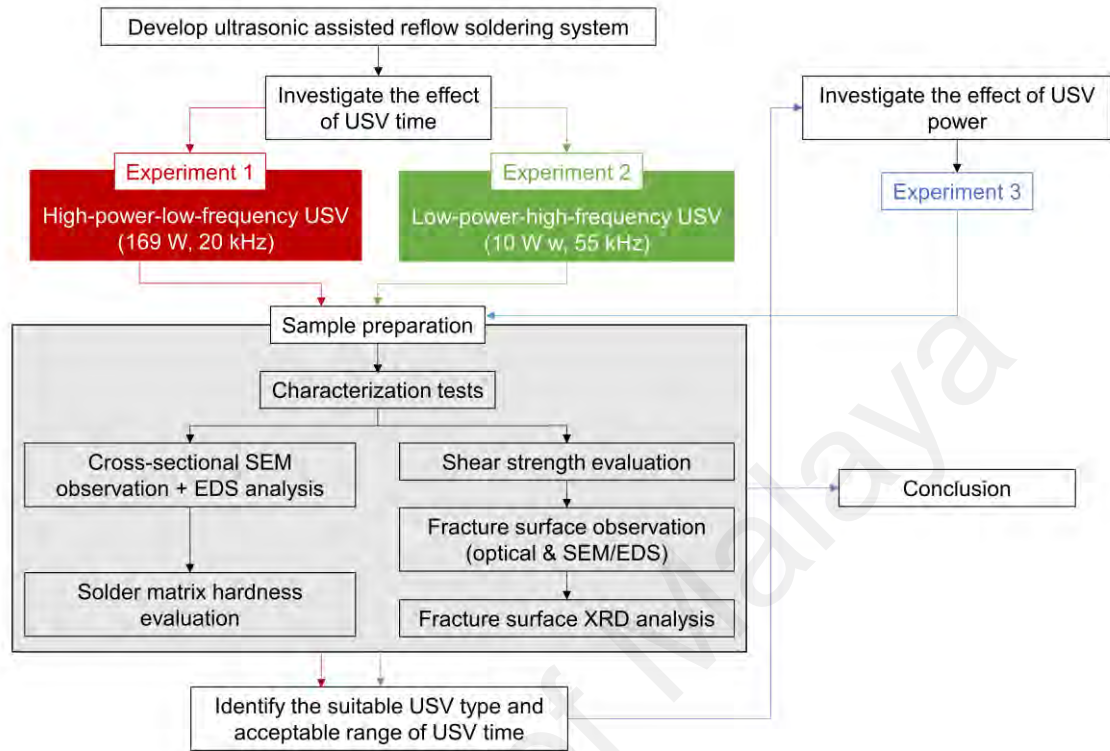 Develop ultrasonic assisted reflow soldering system
Investigate the effect
of USV time
Investigate the effect of USV
power
Experiment 1
Experiment 2
Experiment 3
High-power-low-frequency USV
(169 W, 20 kHz)
Low-power-high-frequency USV
(10 W w, 55 kHz)
Sample preparation
Characterization tests
Cross-sectional SEM
observation + EDS analysis
Shear strength evaluation
Conclusion
Fracture surface observation
(optical & SEM/EDS)
Solder matrix hardness
evaluation
Fracture surface XRD analysis
Identify the suitable USV type and
acceptable range of USV time
of Malaya